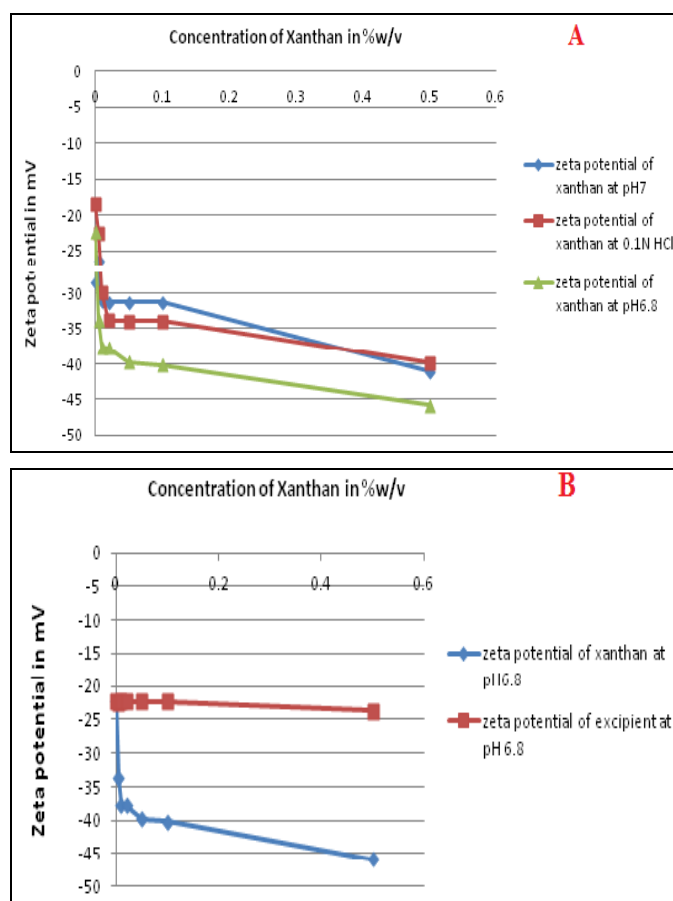 Concentration of Xanthan in %w/v
A
0
-5
-10
-15
-20
-25
-30
-35
-40
-45
-50
0
0.1
0.2
0.3
0.4
0.5
0.6
Zeta potential in mV
zeta potential of
xanthan at pH7
zeta potential of
xanthan at 0.1N HCl
zeta potential of
xanthan at pH6.8
Concentration of Xanthan in %w/v
B
0
-5
-10
-15
-20
-25
-30
-35
-40
-45
-50
0
0.2
0.4
0.6
Zeta potential in mV
zeta potential of xanthan at
pH6.8
zeta potential of excipient at
pH 6.8